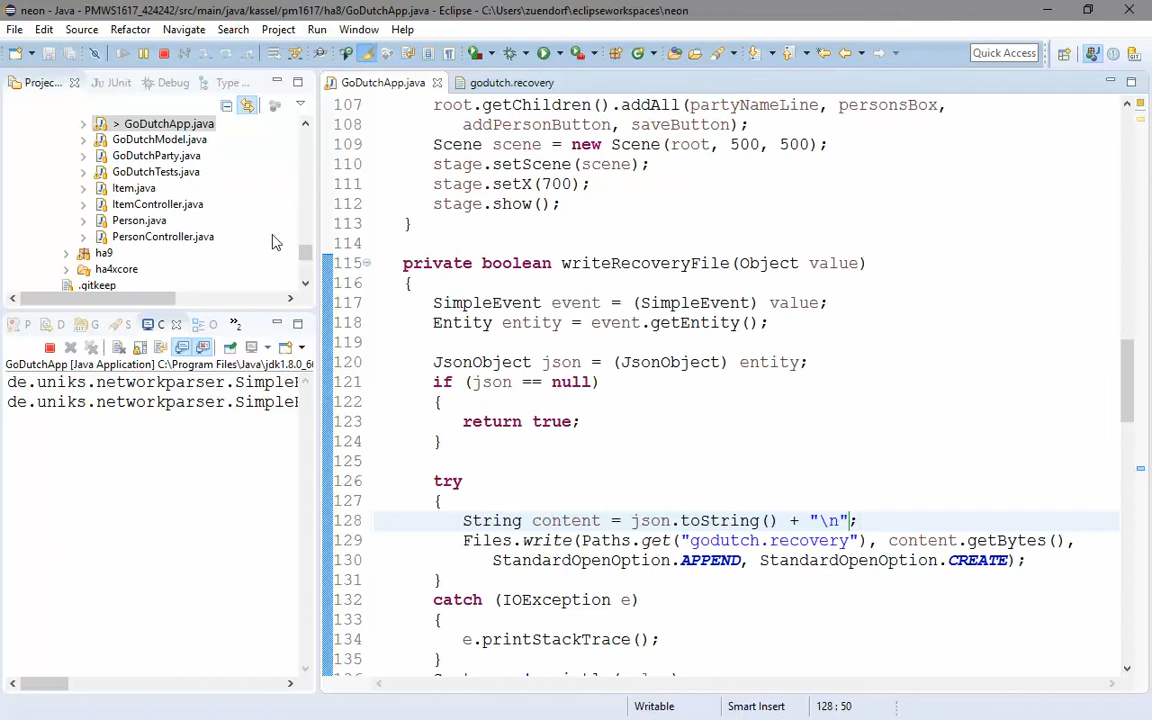 neon - Java - PMWS1617_424242/src/main/java/kassel/pm1617/ha8/GoDutchApp.java - Eclipse - C:\Users\zuendorf\eclipseworkspaces\neon
File Edit Source Refactor Navigate Search Project Run Window Help
Quick Access
Projec... JUnit Debug Type ...
> GoDutchApp.java
GoDutchModel.java
GoDutchParty.java
GoDutchTests.java
Item.java
ItemController.java
Person.java
PersonController.java
ha9
ha4xcore
.gitkeep
P D G S C O »2
GoDutchApp [Java Application] C:\Program Files\Java\jdk1.8.0_6
de.uniks.networkparser.SimpleE
de.uniks.networkparser.SimpleE
GoDutchApp.java godutch.recovery
107 root.getChildren().addAll(partyNameLine, personsBox,
108 addPersonButton, saveButton);
109 Scene scene = new Scene(root, 500, 500);
110 stage.setScene(scene);
111 stage.setX(700);
112 stage.show();
113 }
114
115 private boolean writeRecoveryFile(Object value)
116 {
117 SimpleEvent event = (SimpleEvent) value;
118 Entity entity = event.getEntity();
119
120 JsonObject json = (JsonObject) entity;
121 if (json == null)
122 {
123 return true;
124 }
125
126 try
127 {
128 String content = json.toString() + "\n";
129 Files.write(Paths.get("godutch.recovery"), content.getBytes(),
130 StandardOpenOption.APPEND, StandardOpenOption.CREATE);
131 }
132 catch (IOException e)
133 {
134 e.printStackTrace();
135 }
Writable Smart Insert 128 : 50